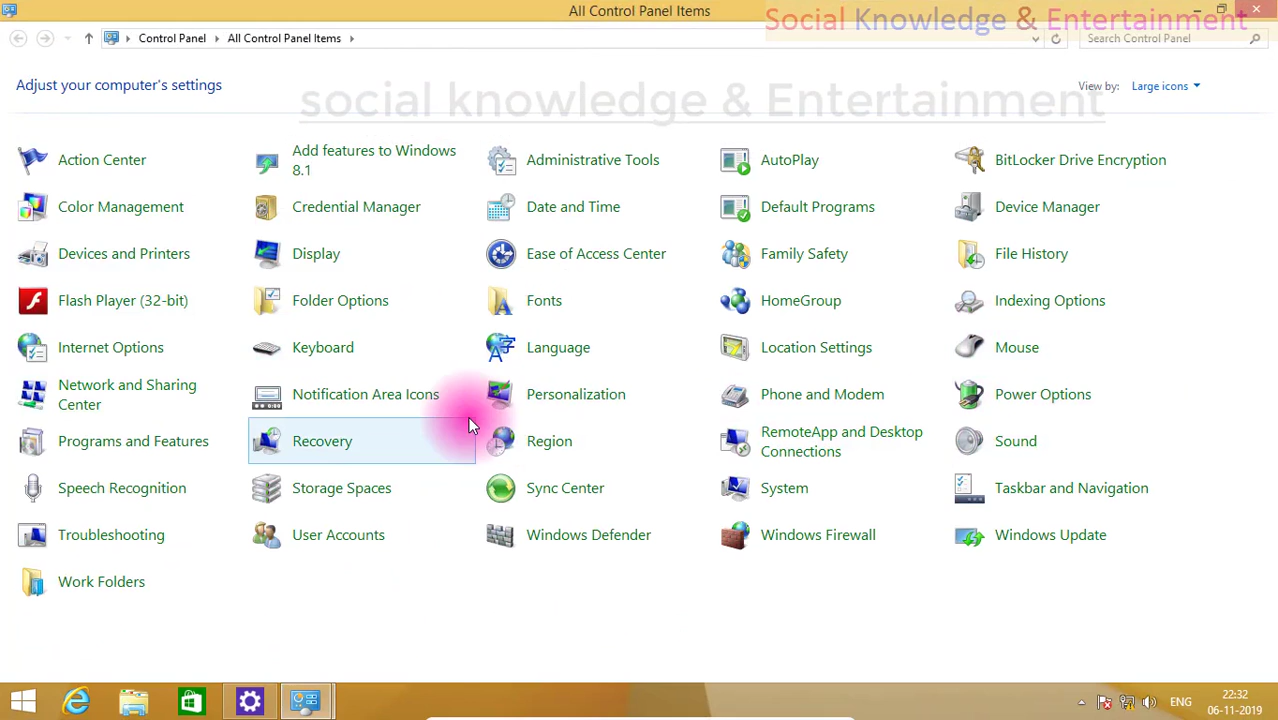 All Control Panel Items
Social Knowledge & Entertainment
Control Panel
All Control Panel Items
Search Control Panel
Adjust your computer's settings
social knowledge & Entertainment
View by:
Large icons
Action Center
Add features to Windows
8.1
Administrative Tools
AutoPlay
BitLocker Drive Encryption
Color Management
Credential Manager
Date and Time
Default Programs
Device Manager
Devices and Printers
Display
Ease of Access Center
Family Safety
File History
Flash Player (32-bit)
Folder Options
Fonts
HomeGroup
Indexing Options
Internet Options
Keyboard
Language
Location Settings
Mouse
Network and Sharing
Center
Notification Area Icons
Personalization
Phone and Modem
Power Options
Programs and Features
Recovery
Region
RemoteApp and Desktop
Connections
Sound
Speech Recognition
Storage Spaces
Sync Center
System
Taskbar and Navigation
Troubleshooting
User Accounts
Windows Defender
Windows Firewall
Windows Update
Work Folders
ENG
22:32
06-11-2019